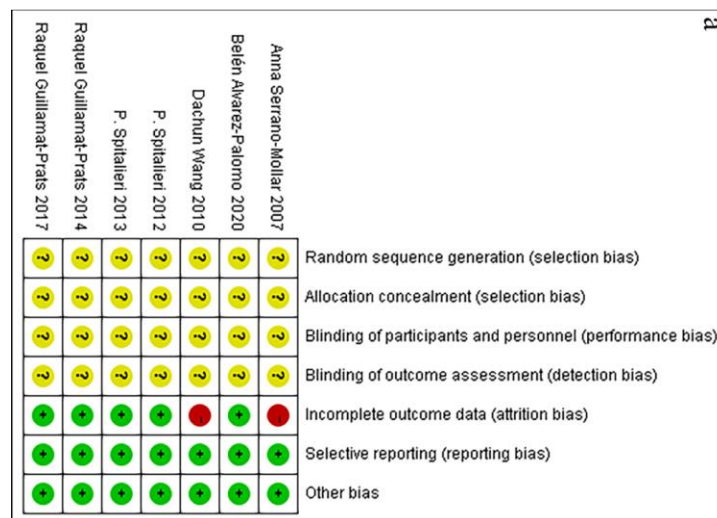 a
Anna Serrano-Mollar 2007
Belén Alvarez-Palomo 2020
Dachun Wang 2010
P. Spitalieri 2012
P. Spitalieri 2013
Raquel Guillamat-Prats 2014
Raquel Guillamat-Prats 2017
? ? ? ? ? ? ? Random sequence generation (selection bias)
? ? ? ? ? ? ? Allocation concealment (selection bias)
? ? ? ? ? ? ? Blinding of participants and personnel (performance bias)
? ? ? ? ? ? ? Blinding of outcome assessment (detection bias)
+ + + + - + - Incomplete outcome data (attrition bias)
+ + + + + + + Selective reporting (reporting bias)
+ + + + + + + Other bias